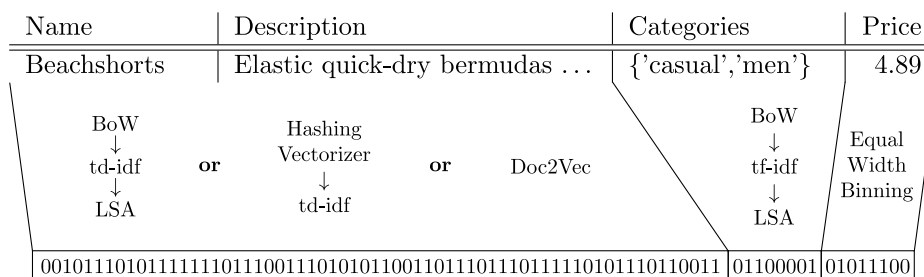 Name Description Categories Price
Beachshorts Elastic quick-dry bermudas ... {'casual','men'} 4.89
BoW
↓
td-idf
↓
LSA
or
Hashing
Vectorizer
↓
td-idf
or
Doc2Vec
BoW
↓
tf-idf
↓
LSA
Equal
Width
Binning
0010111010111111110111001110101011001101110111011111010111010110011 01100001 01011100